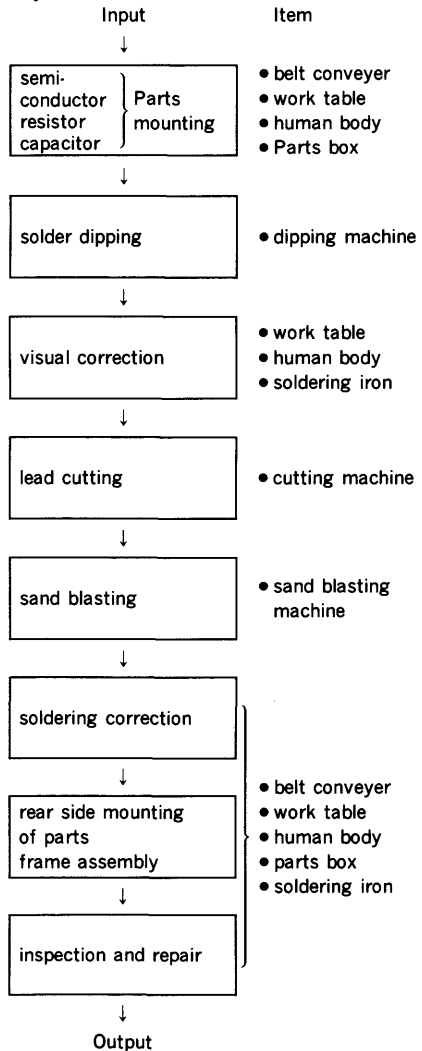 Input Item
↓
semi-
conductor
resistor
capacitor
Parts
mounting
• belt conveyer
• work table
• human body
• Parts box
↓
solder dipping
• dipping machine
↓
visual correction
• work table
• human body
• soldering iron
↓
lead cutting
• cutting machine
↓
sand blasting
• sand blasting
machine
↓
soldering correction
↓
rear side mounting
of parts
frame assembly
↓
inspection and repair
• belt conveyer
• work table
• human body
• parts box
• soldering iron
↓
Output